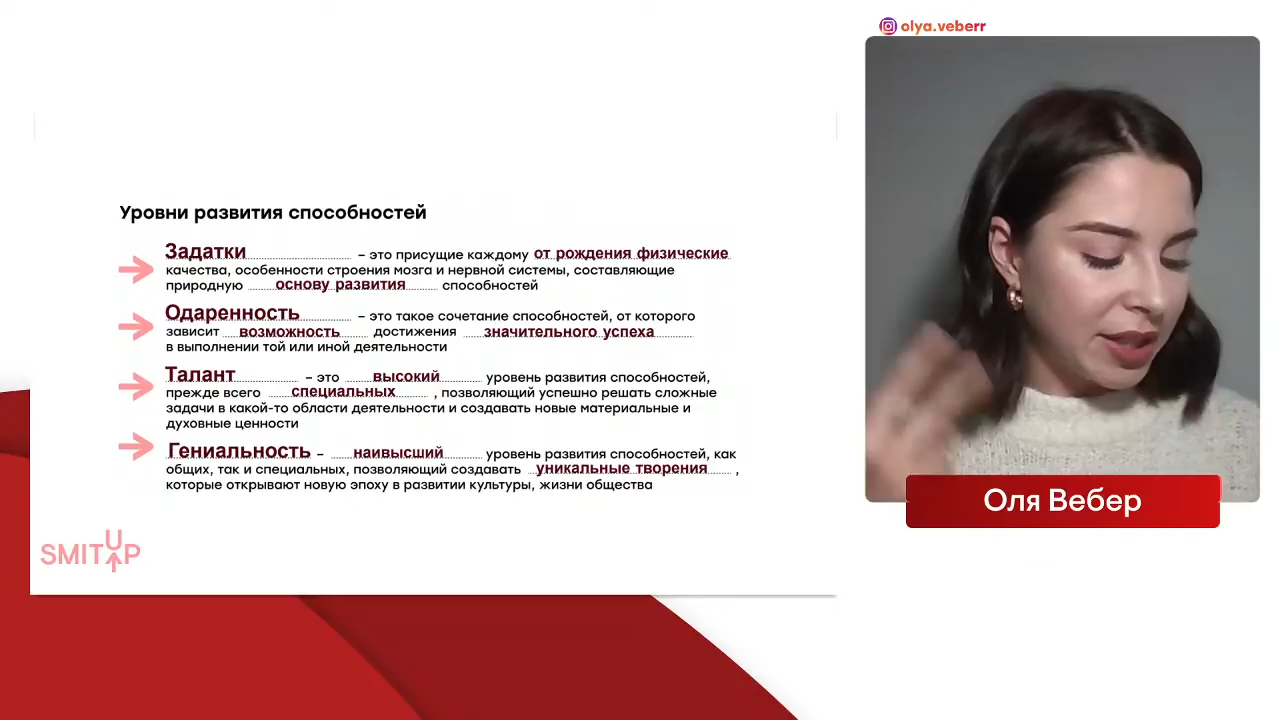 olya.veberr
Уровни развития способностей
Задатки – это присущие каждому от рождения физические
качества, особенности строения мозга и нервной системы, составляющие
природную основу развития способностей
Одаренность – это такое сочетание способностей, от которого
зависит возможность достижения значительного успеха
в выполнении той или иной деятельности
Талант – это высокий уровень развития способностей,
прежде всего специальных , позволяющий успешно решать сложные
задачи в какой-то области деятельности и создавать новые материальные и
духовные ценности
Гениальность – наивысший уровень развития способностей, как
общих, так и специальных, позволяющий создавать уникальные творения ,
которые открывают новую эпоху в развитии культуры, жизни общества
SMITUP
Оля Вебер